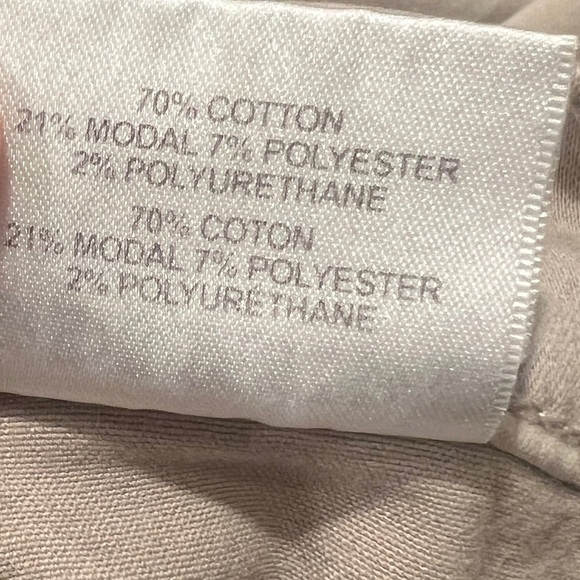 70% COTTON
21% MODAL 7% POLYESTER
2% POLYURETHANE
70% COTON
21% MODAL 7% POLYESTER
2% POLYURETHANE